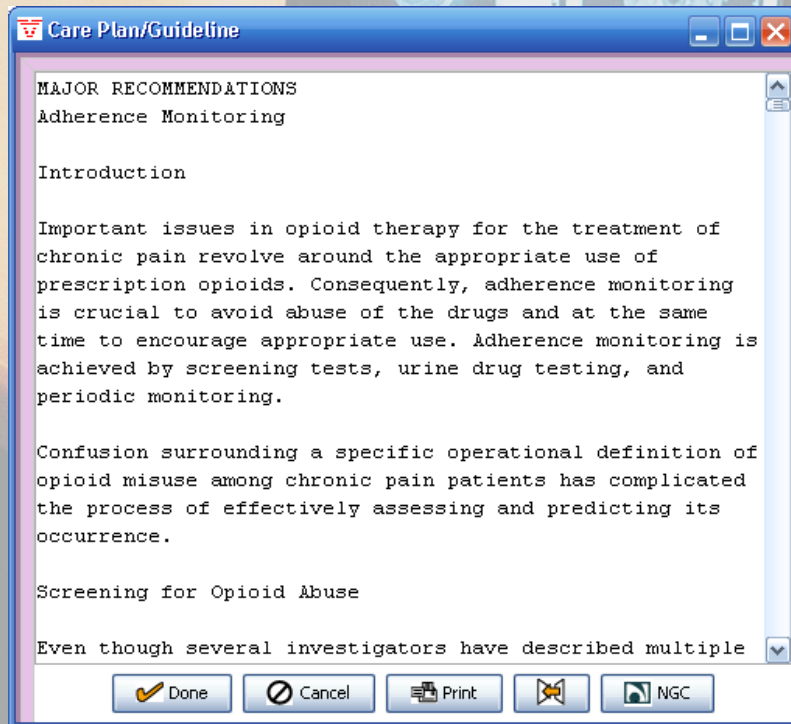 Care Plan/Guideline
MAJOR RECOMMENDATIONS
Adherence Monitoring
Introduction
Important issues in opioid therapy for the treatment of
chronic pain revolve around the appropriate use of
prescription opioids. Consequently, adherence monitoring
is crucial to avoid abuse of the drugs and at the same
time to encourage appropriate use. Adherence monitoring is
achieved by screening tests, urine drug testing, and
periodic monitoring.
Confusion surrounding a specific operational definition of
opioid misuse among chronic pain patients has complicated
the process of effectively assessing and predicting its
occurrence.
Screening for Opioid Abuse
Even though several investigators have described multiple
Done Cancel Print NGC